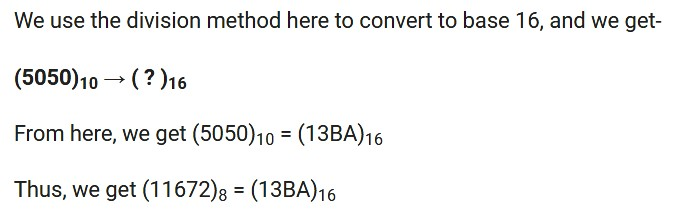 We use the division method here to convert to base 16, and we get-
(5050)₁₀ → ( ? )₁₆
From here, we get (5050)₁₀ = (13BA)₁₆
Thus, we get (11672)₈ = (13BA)₁₆